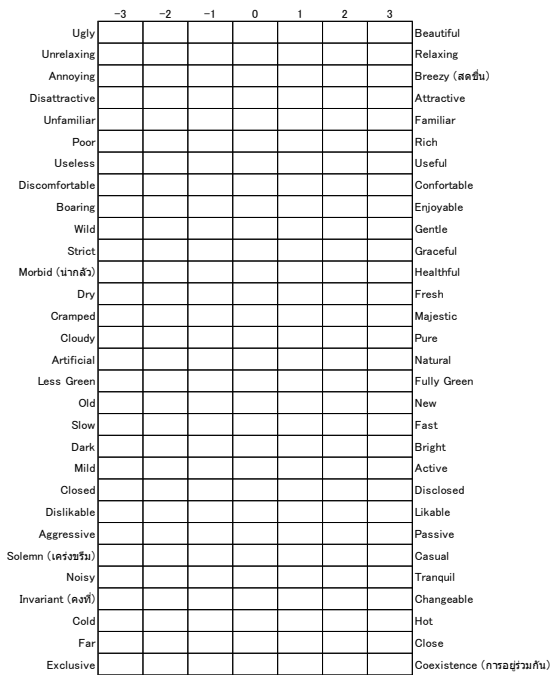 -3 -2 -1 0 1 2 3
Ugly Beautiful
Unrelaxing Relaxing
Annoying Breezy (สดชื่น)
Disattractive Attractive
Unfamiliar Familiar
Poor Rich
Useless Useful
Discomfortable Confortable
Boaring Enjoyable
Wild Gentle
Strict Graceful
Morbid (น่ากลัว) Healthful
Dry Fresh
Cramped Majestic
Cloudy Pure
Artificial Natural
Less Green Fully Green
Old New
Slow Fast
Dark Bright
Mild Active
Closed Disclosed
Dislikable Likable
Aggressive Passive
Solemn (เคร่งขรึม) Casual
Noisy Tranquil
Invariant (คงที่) Changeable
Cold Hot
Far Close
Exclusive Coexistence (การอยู่ร่วมกัน)